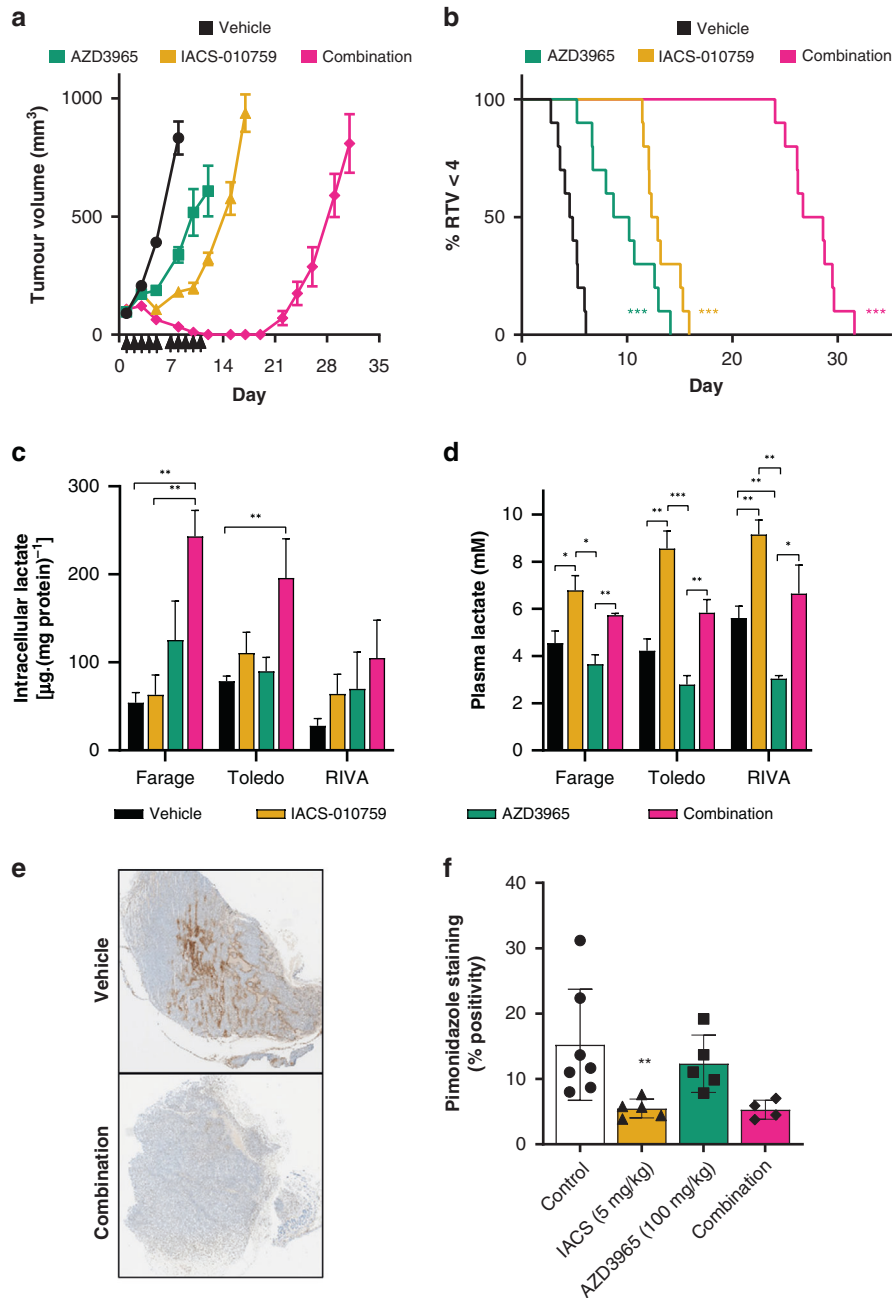 a
Vehicle
AZD3965 IACS-010759 Combination
1000
500
0
Tumour volume (mm³)
0 7 14 21 28 35
Day
b
Vehicle
AZD3965 IACS-010759 Combination
100
50
0
% RTV < 4
*** *** ***
0 10 20 30
Day
c
300
200
100
0
Intracellular lactate
[µg.(mg protein)⁻¹]
** ** **
Farage Toledo RIVA
d
10
8
6
4
2
0
Plasma lactate (mM)
* * ** ** *** ** ** ** ** *
Farage Toledo RIVA
Vehicle IACS-010759 AZD3965 Combination
e
Vehicle
Combination
f
40
30
20
10
0
Pimonidazole staining
(% positivity)
**
Control
IACS (5 mg/kg)
AZD3965 (100 mg/kg)
Combination